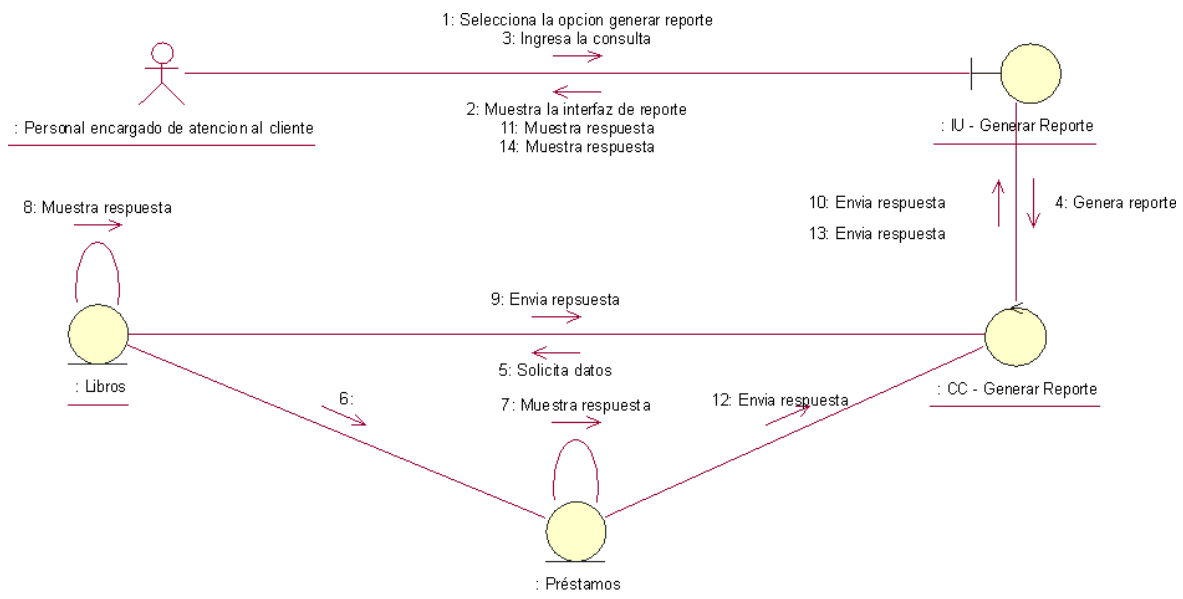 1: Selecciona la opcion generar reporte
3: Ingresa la consulta
2: Muestra la interfaz de reporte
11: Muestra respuesta
14: Muestra respuesta
: Personal encargado de atencion al cliente
: IU - Generar Reporte
8: Muestra respuesta
10: Envia respuesta
4: Genera reporte
13: Envia respuesta
9: Envia repsuesta
5: Solicita datos
: Libros
: CC - Generar Reporte
6:
7: Muestra respuesta
12: Envia respuesta
: Préstamos